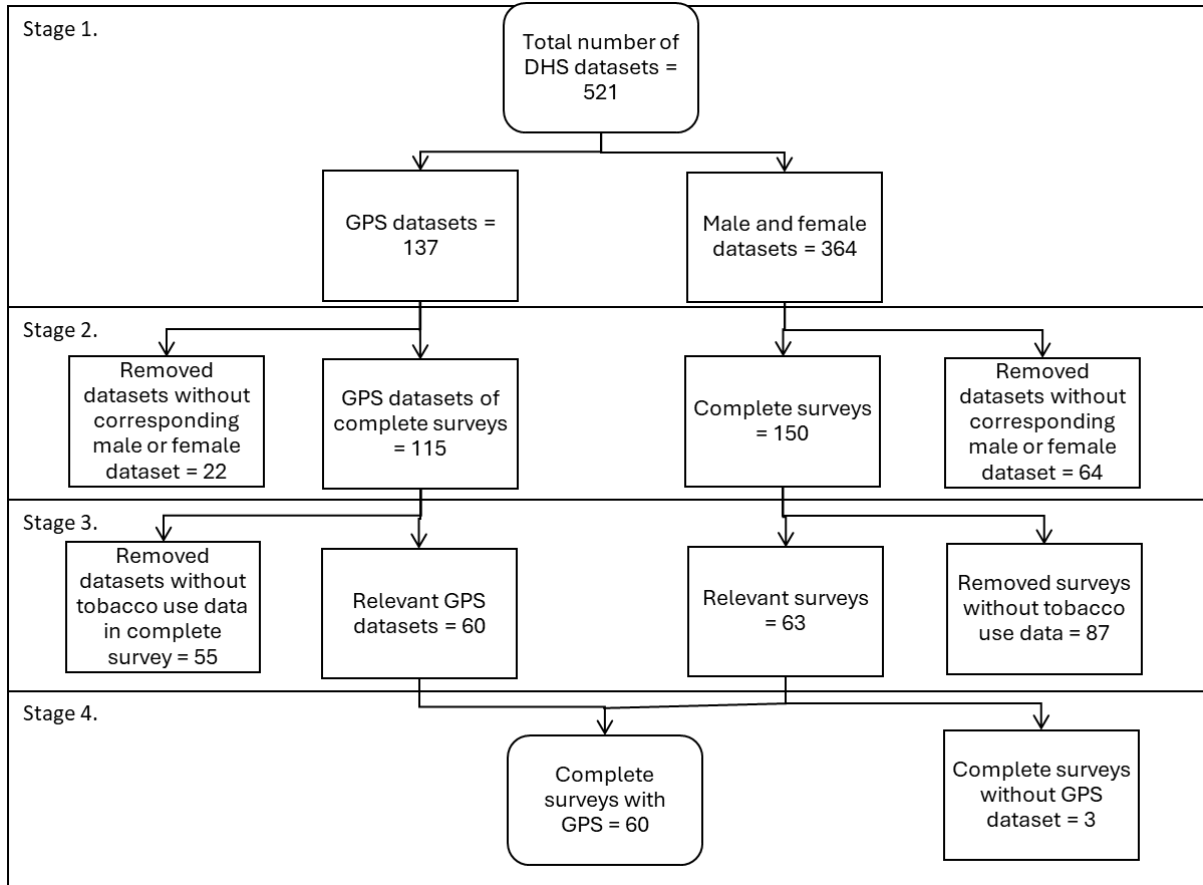 Stage 1.
Total number of
DHS datasets =
521
GPS datasets =
137
Male and female
datasets = 364
Stage 2.
Removed
datasets without
corresponding
male or female
dataset = 22
GPS datasets of
complete surveys
= 115
Complete surveys
= 150
Removed
datasets without
corresponding
male or female
dataset = 64
Stage 3.
Removed
datasets without
tobacco use data
in complete
survey = 55
Relevant GPS
datasets = 60
Relevant surveys
= 63
Removed surveys
without tobacco
use data = 87
Stage 4.
Complete
surveys with
GPS = 60
Complete surveys
without GPS
dataset = 3